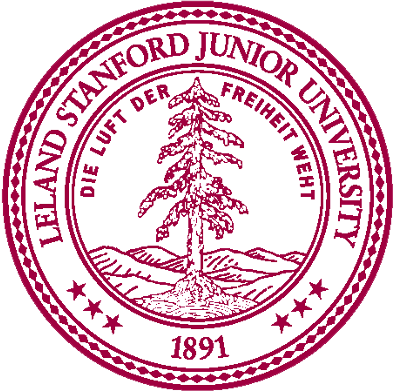 LELAND STANFORD JUNIOR UNIVERSITY
DIE LUFT DER FREIHEIT WEHT
1891